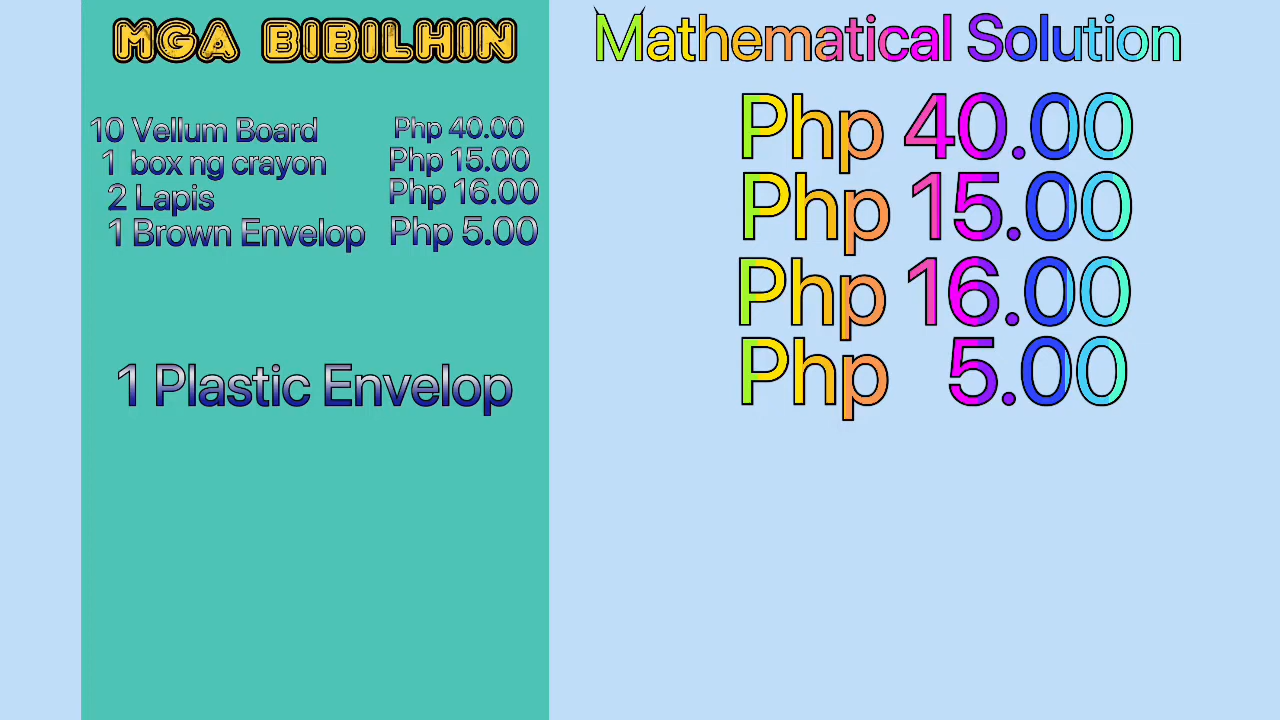 MGA BIBILHIN
10 Vellum Board Php 40.00
1 box ng crayon Php 15.00
2 Lapis Php 16.00
1 Brown Envelop Php 5.00
1 Plastic Envelop
Mathematical Solution
Php 40.00
Php 15.00
Php 16.00
Php 5.00